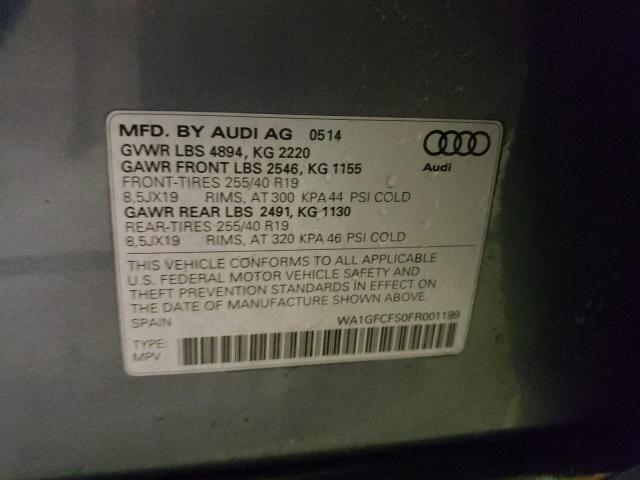 MFD. BY AUDI AG 0514
GVWR LBS 4894, KG 2220
GAWR FRONT LBS 2546, KG 1155
FRONT-TIRES 255/40 R19
8,5JX19 RIMS, AT 300 KPA 44 PSI COLD
GAWR REAR LBS 2491, KG 1130
REAR-TIRES 255/40 R19
8,5JX19 RIMS, AT 320 KPA 46 PSI COLD
Audi
THIS VEHICLE CONFORMS TO ALL APPLICABLE
U.S. FEDERAL MOTOR VEHICLE SAFETY AND
THEFT PREVENTION STANDARDS IN EFFECT ON
THE DATE OF MANUFACTURE SHOWN ABOVE.
SPAIN WA1GFCFS0FR001199
TYPE:
MPV